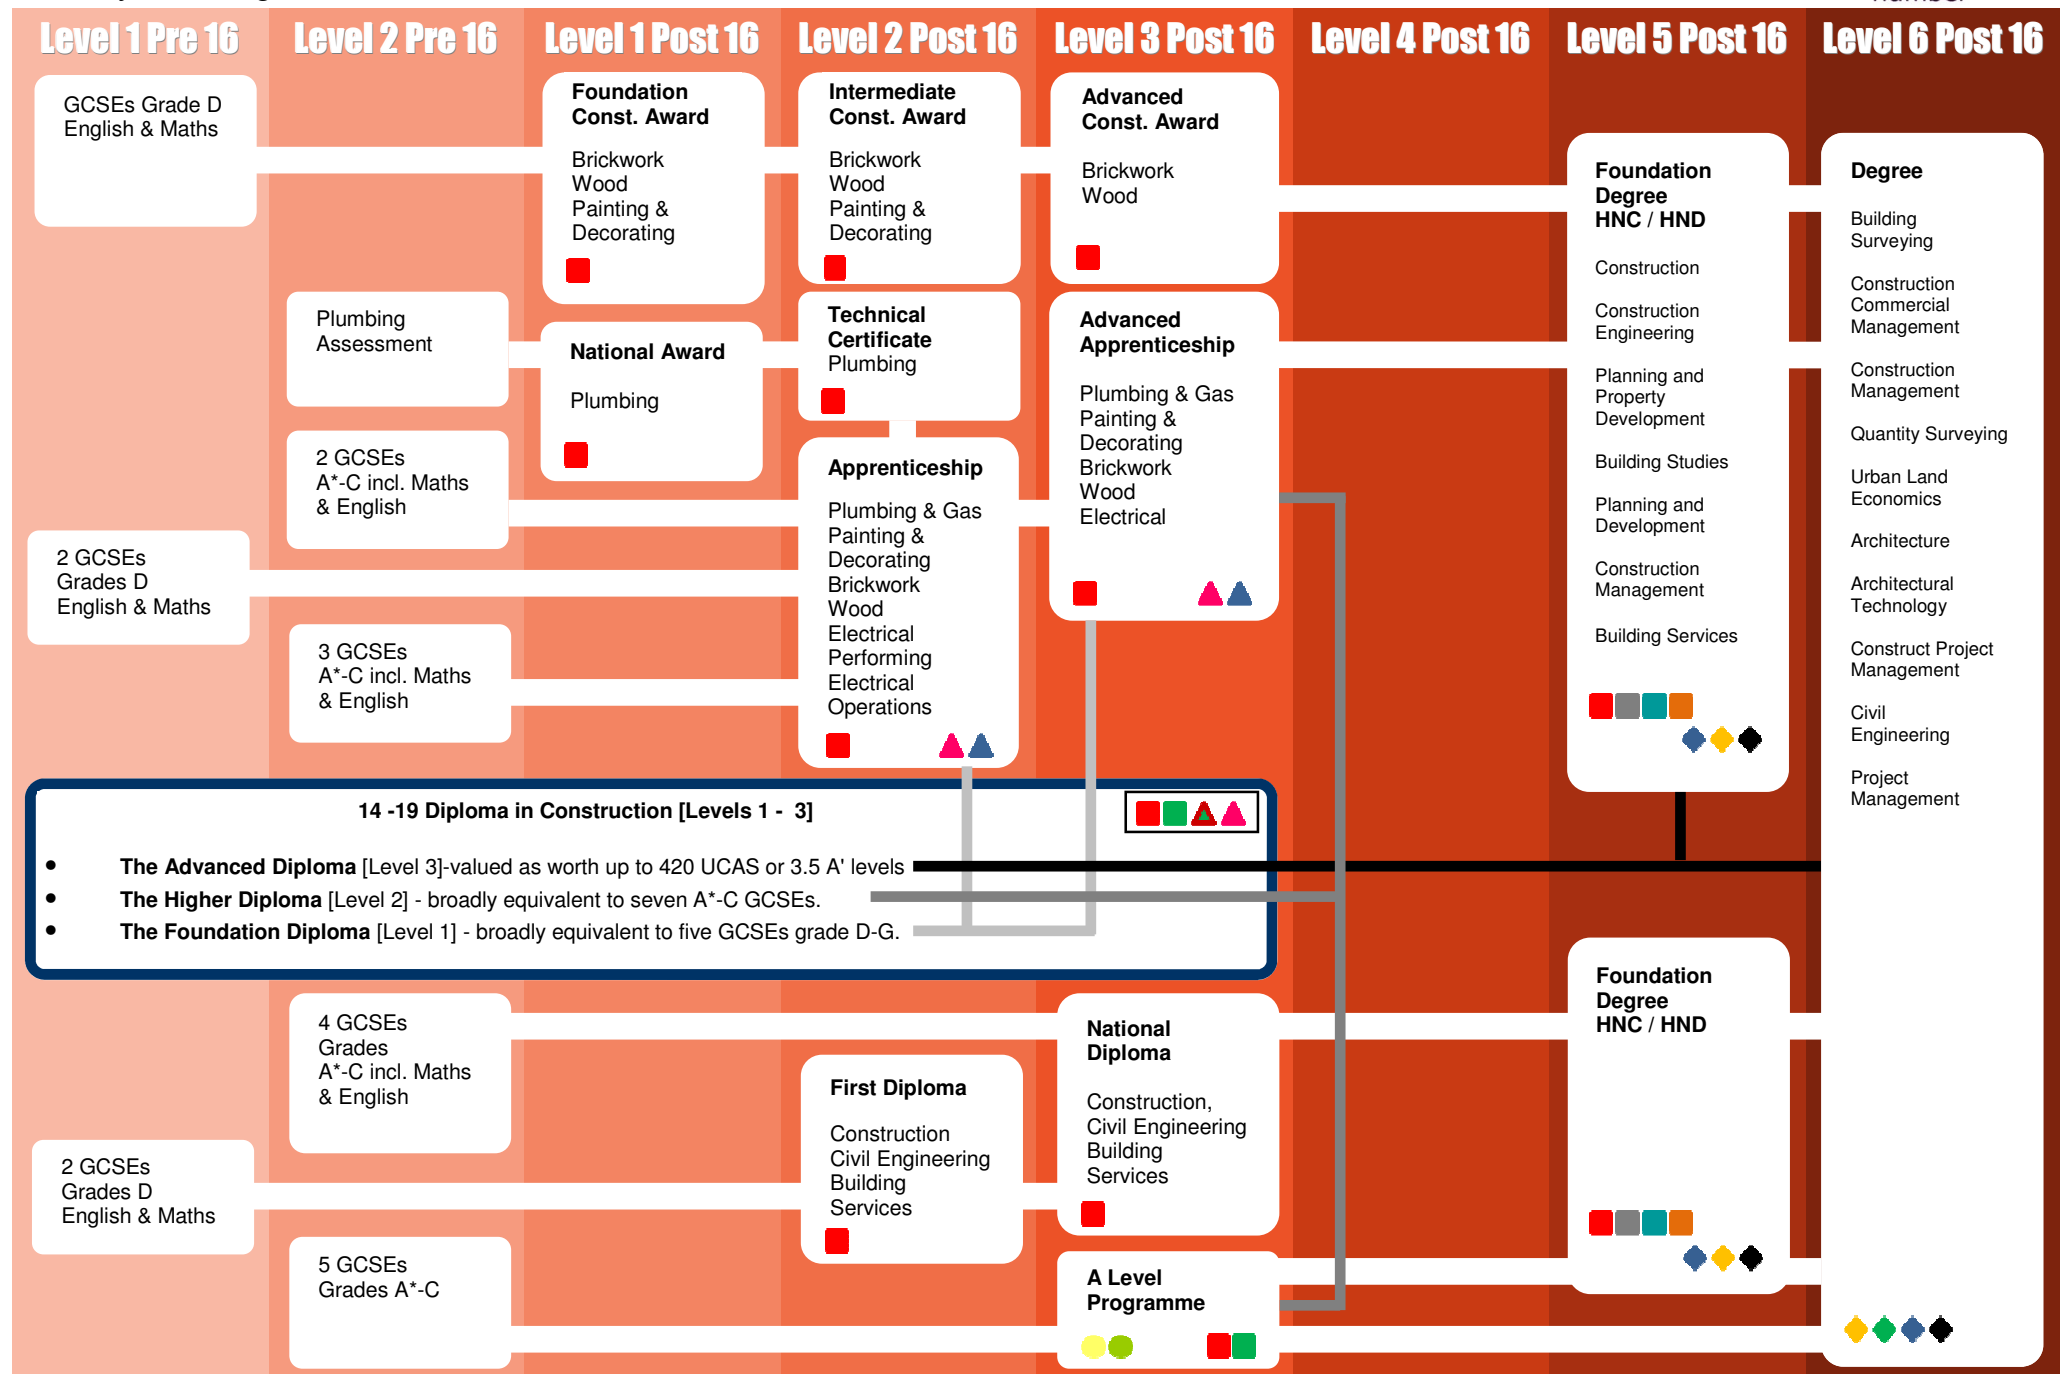 Level 1 Pre 16
Level 2 Pre 16
Level 1 Post 16
Level 2 Post 16
Level 3 Post 16
Level 4 Post 16
Level 5 Post 16
Level 6 Post 16
GCSEs Grade D
English & Maths
Foundation
Const. Award
Brickwork
Wood
Painting &
Decorating
Intermediate
Const. Award
Brickwork
Wood
Painting &
Decorating
Advanced
Const. Award
Brickwork
Wood
Plumbing
Assessment
National Award
Plumbing
Technical
Certificate
Plumbing
Advanced
Apprenticeship
Plumbing & Gas
Painting &
Decorating
Brickwork
Wood
Electrical
2 GCSEs
A*-C incl. Maths
& English
2 GCSEs
Grades D
English & Maths
3 GCSEs
A*-C incl. Maths
& English
Apprenticeship
Plumbing & Gas
Painting &
Decorating
Brickwork
Wood
Electrical
Performing
Electrical
Operations
Foundation
Degree
HNC / HND
Construction
Construction
Engineering
Planning and
Property
Development
Building Studies
Planning and
Development
Construction
Management
Building Services
Degree
Building
Surveying
Construction
Commercial
Management
Construction
Management
Quantity Surveying
Urban Land
Economics
Architecture
Architectural
Technology
Construct Project
Management
Civil
Engineering
Project
Management
14 -19 Diploma in Construction [Levels 1 - 3]
• The Advanced Diploma [Level 3]-valued as worth up to 420 UCAS or 3.5 A' levels
• The Higher Diploma [Level 2] - broadly equivalent to seven A*-C GCSEs.
• The Foundation Diploma [Level 1] - broadly equivalent to five GCSEs grade D-G.
4 GCSEs
Grades
A*-C incl. Maths
& English
2 GCSEs
Grades D
English & Maths
5 GCSEs
Grades A*-C
First Diploma
Construction
Civil Engineering
Building
Services
National
Diploma
Construction,
Civil Engineering
Building
Services
A Level
Programme
Foundation
Degree
HNC / HND